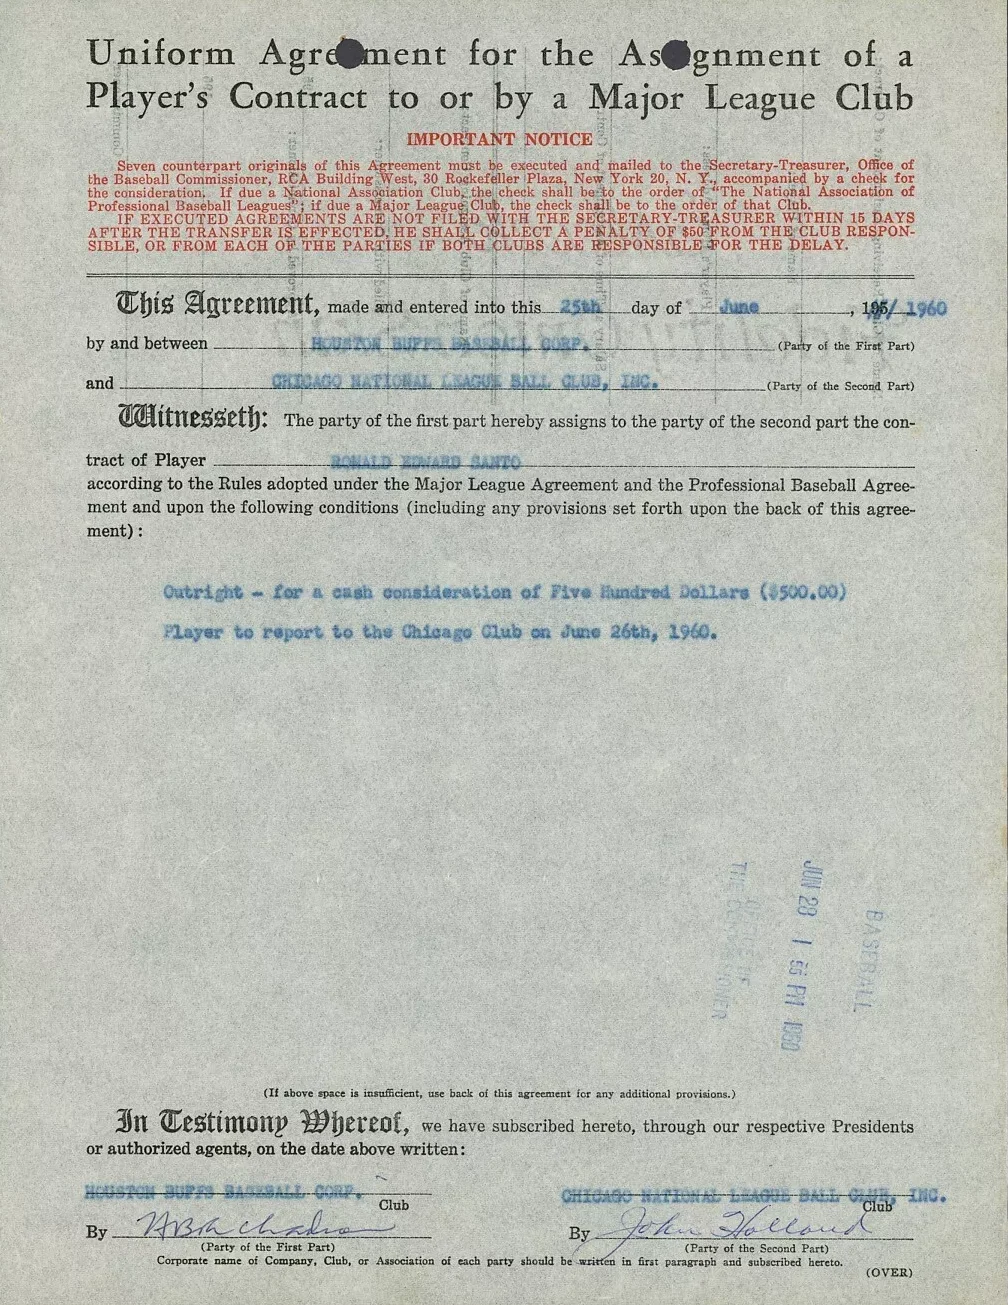 Uniform Agreement for the Assignment of a
Player's Contract to or by a Major League Club
IMPORTANT NOTICE
Seven counterpart originals of this Agreement must be executed and mailed to the Secretary-Treasurer, Office of
the Baseball Commissioner, RCA Building West, 30 Rockefeller Plaza, New York 20, N. Y., accompanied by a check for
the consideration. If due a National Association Club, the check shall be to the order of "The National Association of
Professional Baseball Leagues"; if due a Major League Club, the check shall be to the order of that Club.
IF EXECUTED AGREEMENTS ARE NOT FILED WITH THE SECRETARY-TREASURER WITHIN 15 DAYS
AFTER THE TRANSFER IS EFFECTED, HE SHALL COLLECT A PENALTY OF $50 FROM THE CLUB RESPON-
SIBLE, OR FROM EACH OF THE PARTIES IF BOTH CLUBS ARE RESPONSIBLE FOR THE DELAY.
This Agreement, made and entered into this 25th day of June, 195// 1960
by and between HOUSTON BUFFS BASEBALL CORP. (Party of the First Part)
and CHICAGO NATIONAL LEAGUE BALL CLUB, INC. (Party of the Second Part)
Witnesseth: The party of the first part hereby assigns to the party of the second part the con-
tract of Player RONALD EDWARD SANTO
according to the Rules adopted under the Major League Agreement and the Professional Baseball Agree-
ment and upon the following conditions (including any provisions set forth upon the back of this agree-
ment):
Outright - for a cash consideration of Five Hundred Dollars ($500.00)
Player to report to the Chicago Club on June 26th, 1960.
BASEBALL
JUN 28 1 55 PM 1960
OFFICE OF
THE COMMISSIONER
(If above space is insufficient, use back of this agreement for any additional provisions.)
In Testimony Whereof, we have subscribed hereto, through our respective Presidents
or authorized agents, on the date above written:
HOUSTON BUFFS BASEBALL CORP. CHICAGO NATIONAL LEAGUE BALL CLUB, INC.
Club Club
By By John Holland
(Party of the First Part) (Party of the Second Part)
Corporate name of Company, Club, or Association of each party should be written in first paragraph and subscribed hereto.
(OVER)